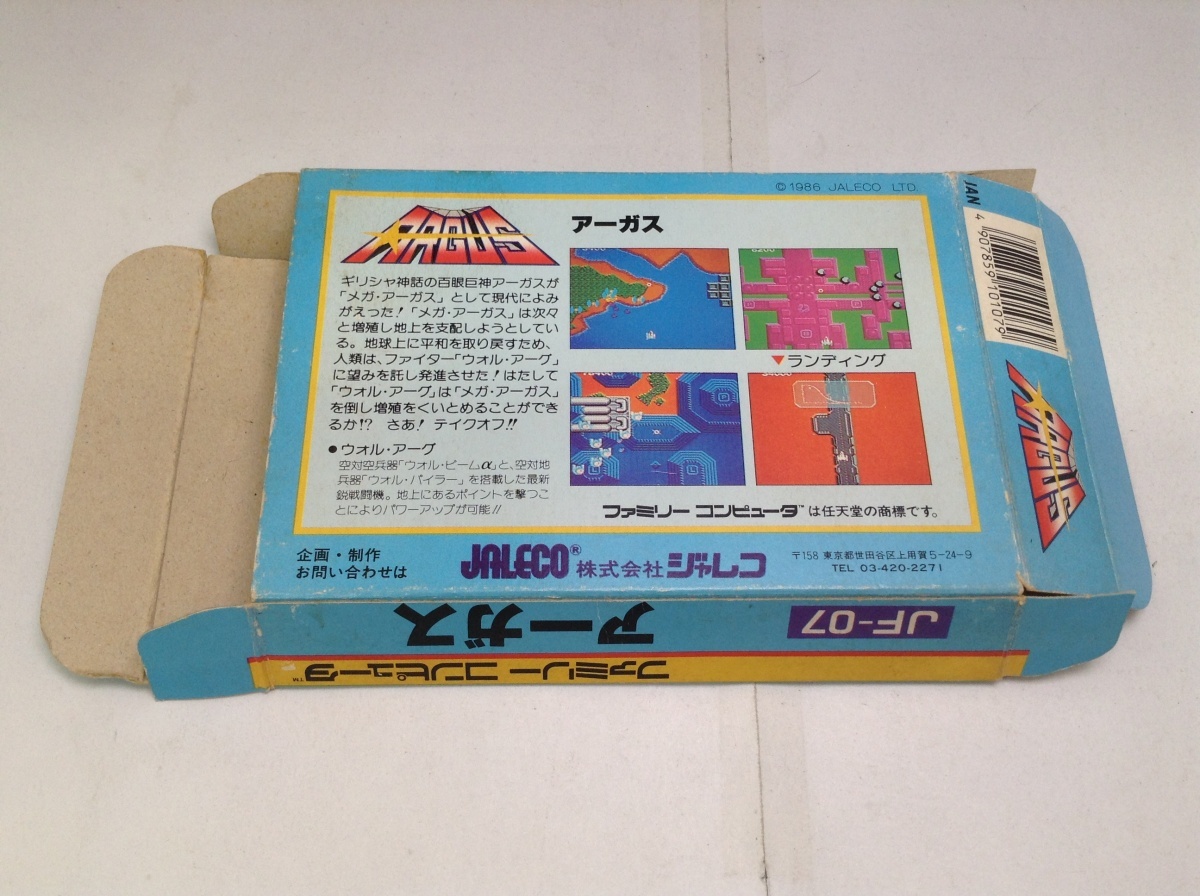 ©1986 JALECO LTD.
ARGUS
アーガス
ギリシャ神話の百眼巨神アーガスが
「メガ・アーガス」として現代によみ
がえった!「メガ・アーガス」は次々
と増殖し地上を支配しようとしてい
る。地球上に平和を取り戻すため、
人類は、ファイター「ウォル・アーグ」
に望みを託し発進させた!はたして
「ウォル・アーグ」は「メガ・アーガス」
を倒し増殖をくいとめることができ
るか!? さあ! テイクオフ!!
●ウォル・アーグ
空対空兵器「ウォル・ビームα」と、空対地
兵器「ウォル・バイラー」を搭載した最新
鋭戦闘機。地上にあるポイントを撃つこ
とによりパワーアップが可能!!
▼ランディング
ファミリー コンピュータ™は任天堂の商標です。
企画・制作
お問い合わせは
JALECO® 株式会社ジャレコ
〒158 東京都世田谷区上用賀5-24-9
TEL 03-420-2271
JAN
4907859101079
ARGUS
JF-07
アーガス
ファミリー コンピュータ™